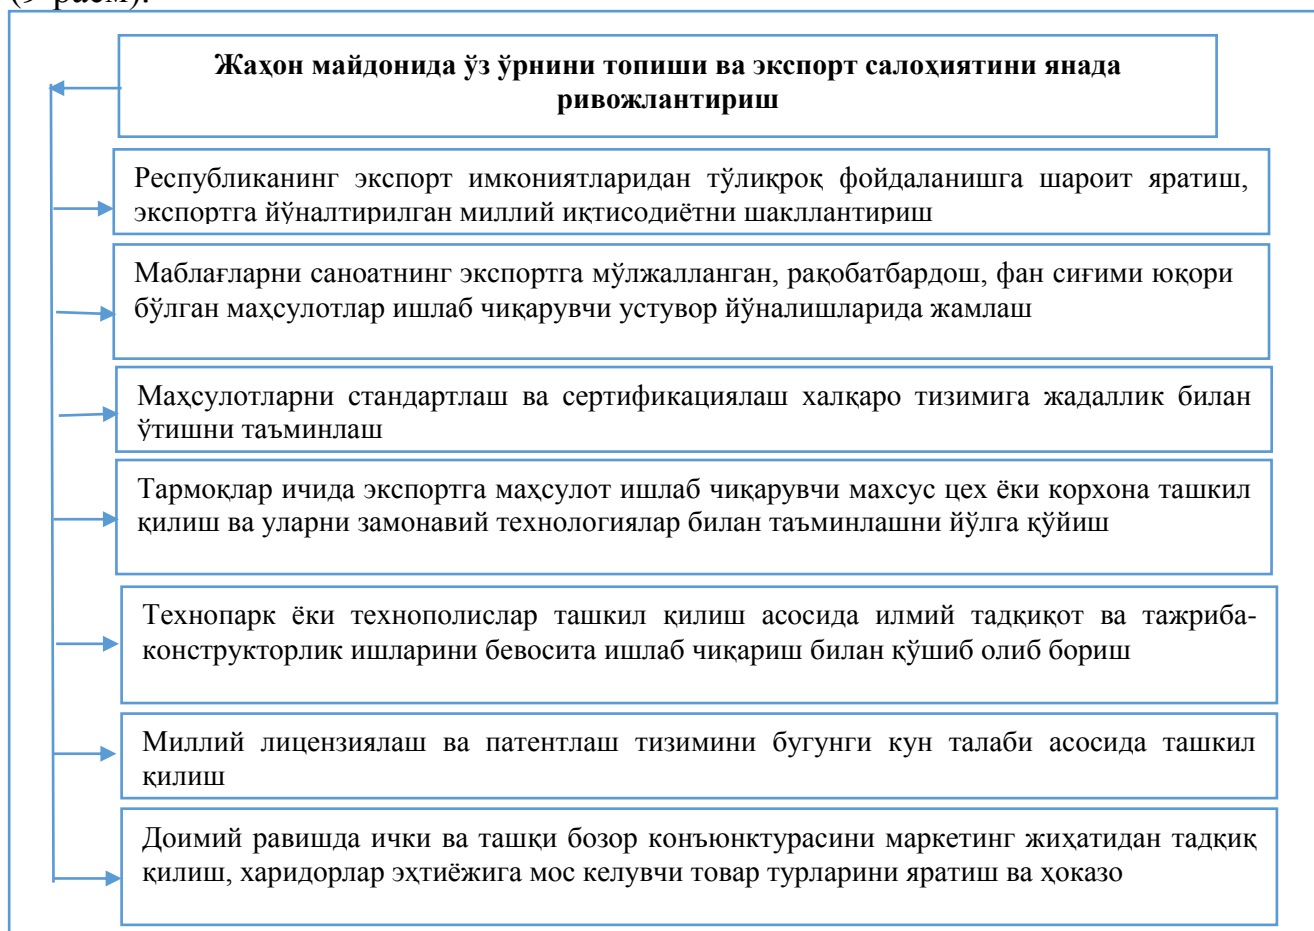 (9-расм).
Жаҳон майдонида ўз ўрнини топиши ва экспорт салоҳиятини янада
ривожлантириш
Республиканинг экспорт имкониятларидан тўлиқроқ фойдаланишга шароит яратиш,
экспортга йўналтирилган миллий иқтисодиётни шакллантириш
Маблағларни саноатнинг экспортга мўлжалланган, рақобатбардош, фан сиғими юқори
бўлган маҳсулотлар ишлаб чиқарувчи устувор йўналишларида жамлаш
Маҳсулотларни стандартлаш ва сертификациялаш халқаро тизимига жадаллик билан
ўтишни таъминлаш
Тармоқлар ичида экспортга маҳсулот ишлаб чиқарувчи махсус цех ёки корхона ташкил
қилиш ва уларни замонавий технологиялар билан таъминлашни йўлга қўйиш
Технопарк ёки технополислар ташкил қилиш асосида илмий тадқиқот ва тажриба-
конструкторлик ишларини бевосита ишлаб чиқариш билан қўшиб олиб бориш
Миллий лицензиялаш ва патентлаш тизимини бугунги кун талаби асосида ташкил
қилиш
Доимий равишда ички ва ташқи бозор конъюнктурасини маркетинг жиҳатидан тадқиқ
қилиш, харидорлар эҳтиёжига мос келувчи товар турларини яратиш ва ҳоказо